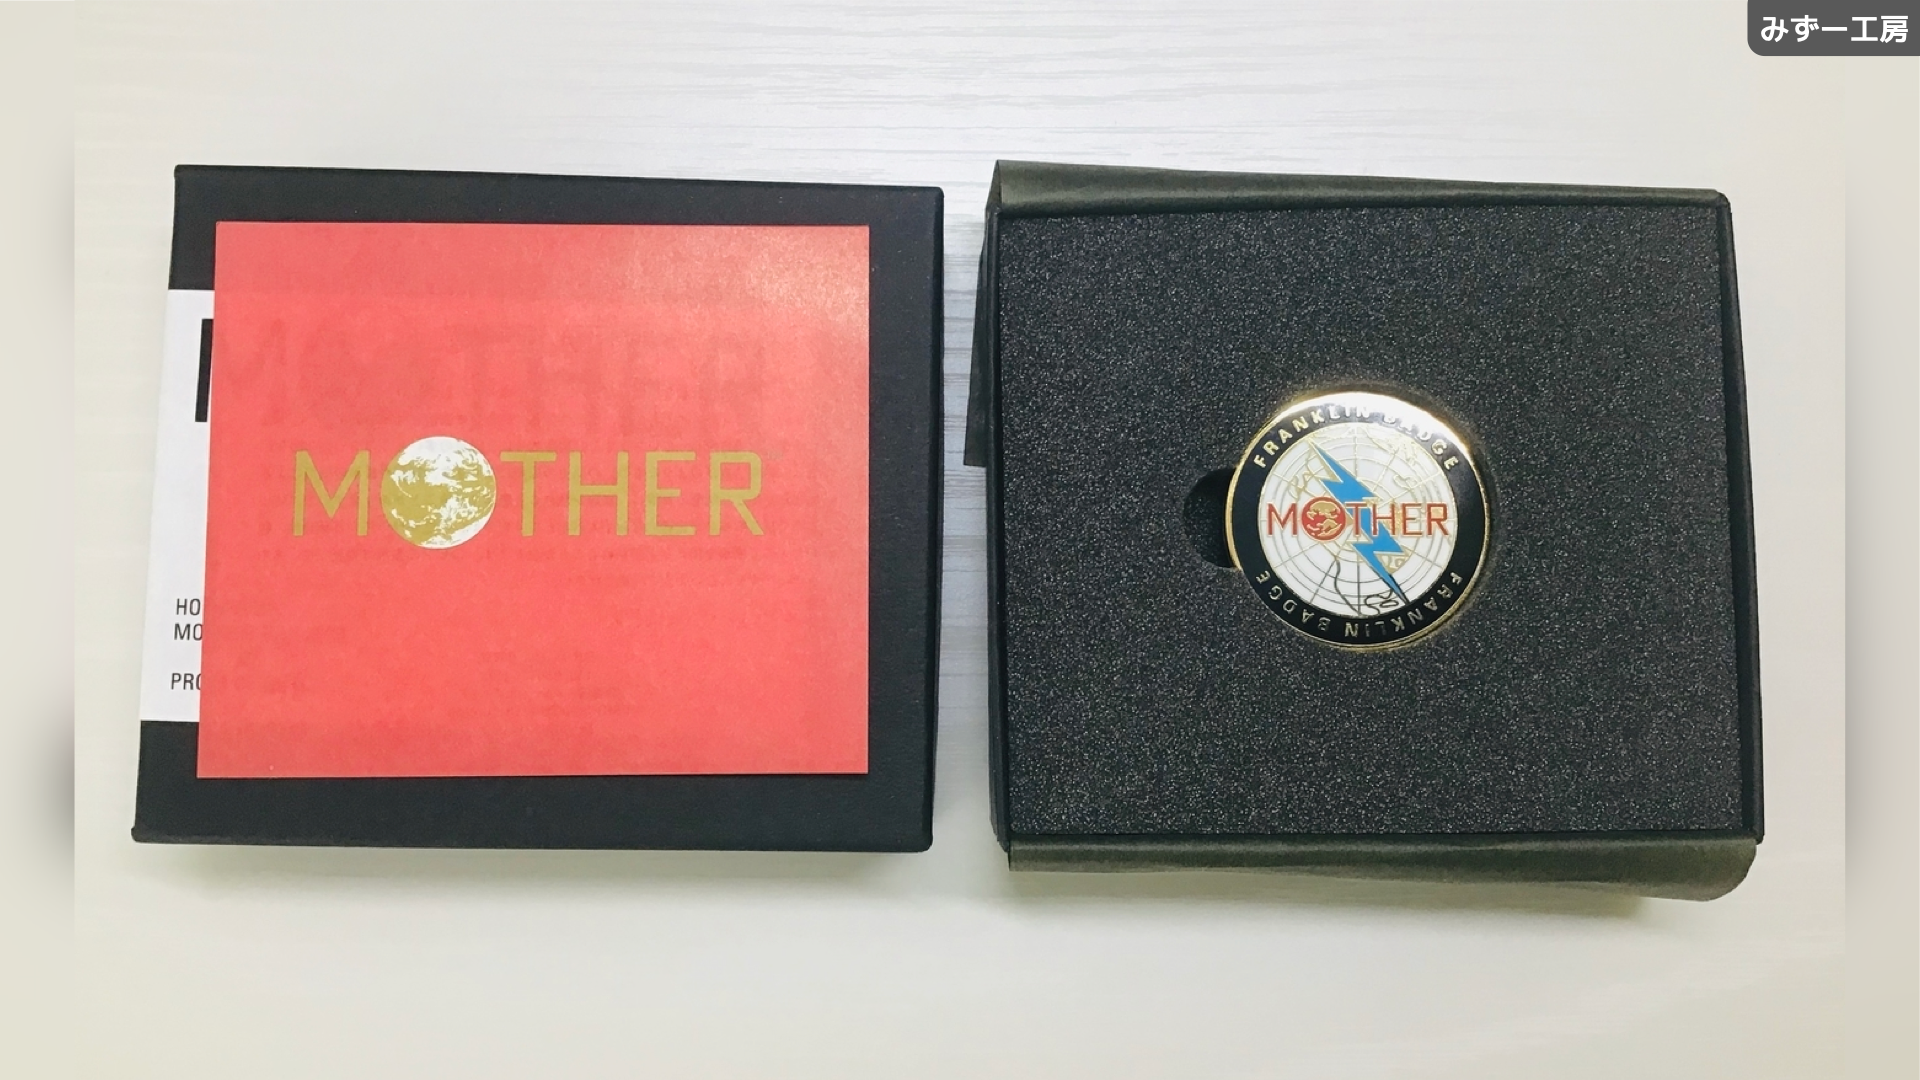 みずー工房
MOTHER
HO
MO
PRO
FRANKLIN BADGE
MOTHER
FRANKLIN BADGE